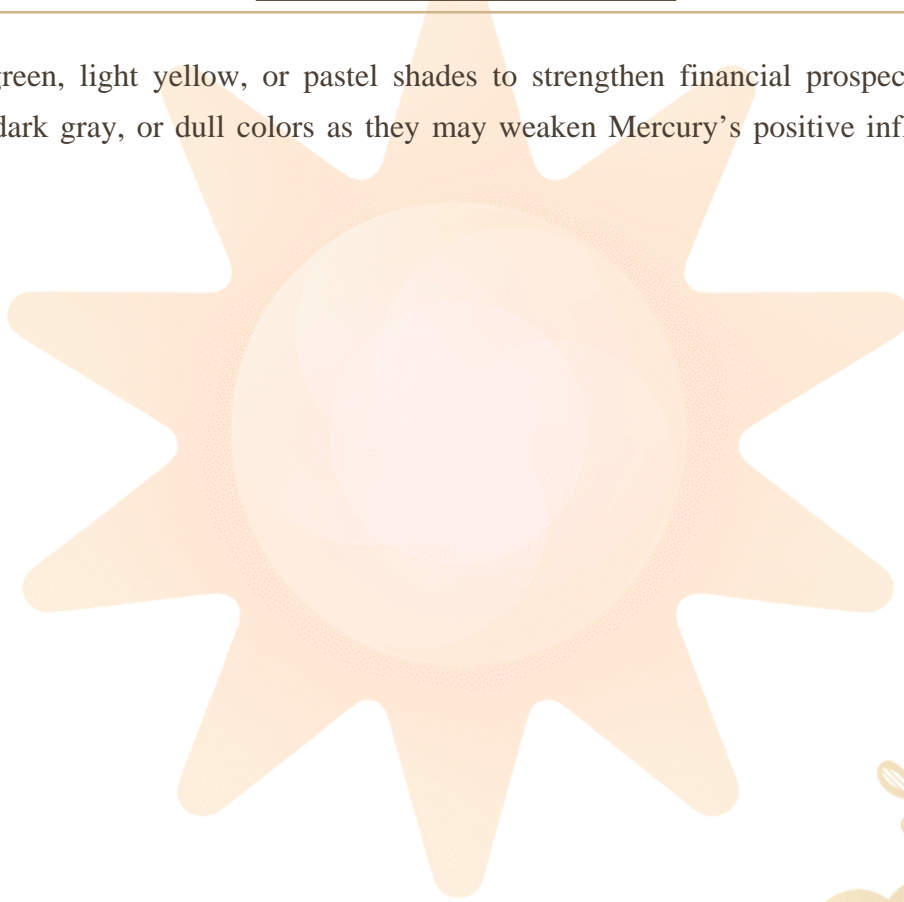 green, light yellow, or pastel shades to strengthen financial prospec
dark gray, or dull colors as they may weaken Mercury’s positive inf